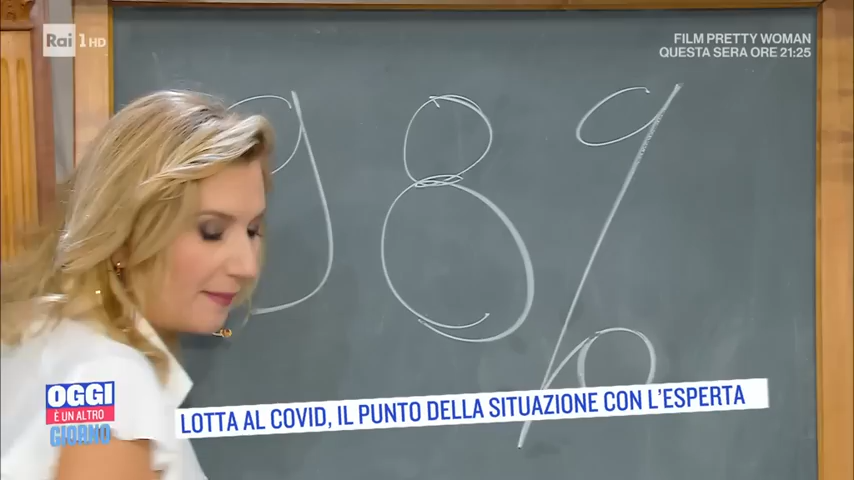 Rai 1 HD
FILM PRETTY WOMAN
QUESTA SERA ORE 21:25
98%
OGGI
È UN ALTRO
GIORNO
LOTTA AL COVID, IL PUNTO DELLA SITUAZIONE CON L'ESPERTA